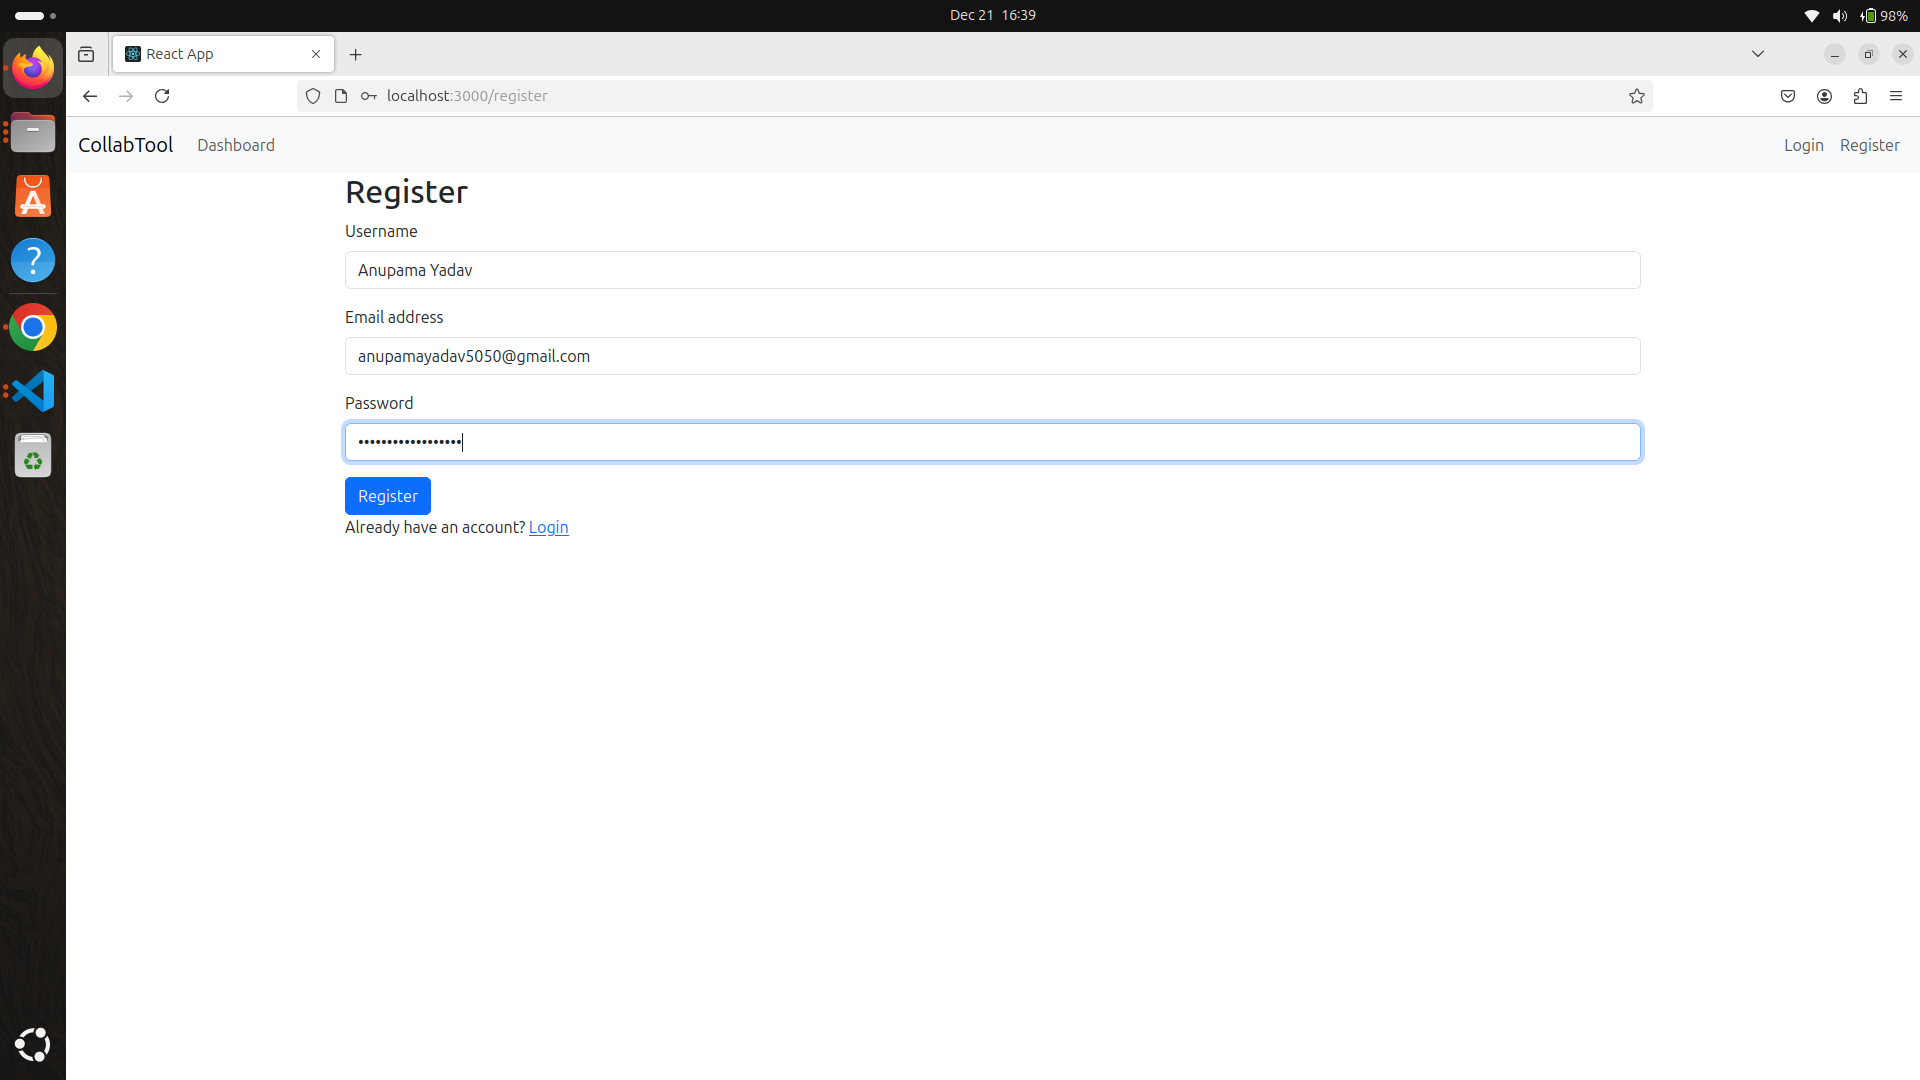 Dec 21 16:39
98%
React App
localhost:3000/register
CollabTool Dashboard Login Register
Register
Username
Anupama Yadav
Email address
anupamayadav5050@gmail.com
Password
••••••••••••••••••
Register
Already have an account? Login